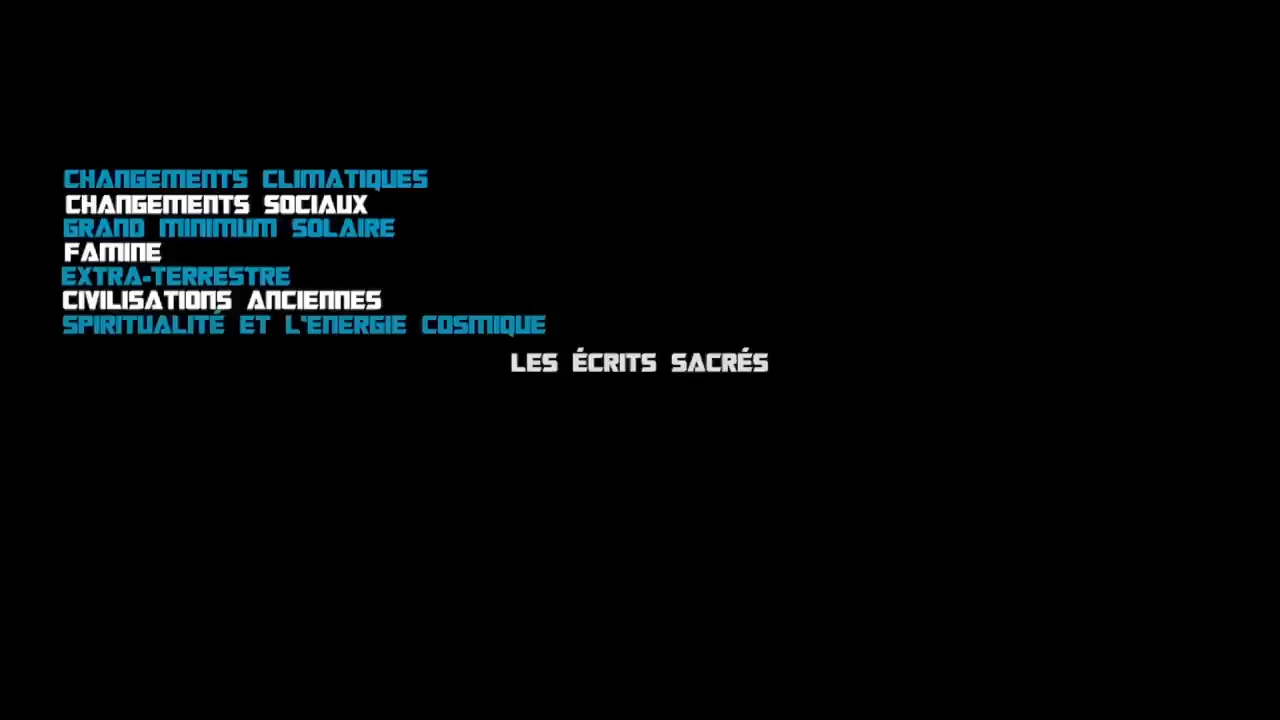 CHANGEMENTS CLIMATIQUES
CHANGEMENTS SOCIAUX
GRAND MINIMUM SOLAIRE
FAMINE
EXTRA-TERRESTRE
CIVILISATIONS ANCIENNES
SPIRITUALITÉ ET L'ENERGIE COSMIQUE
LES ÉCRITS SACRÉS